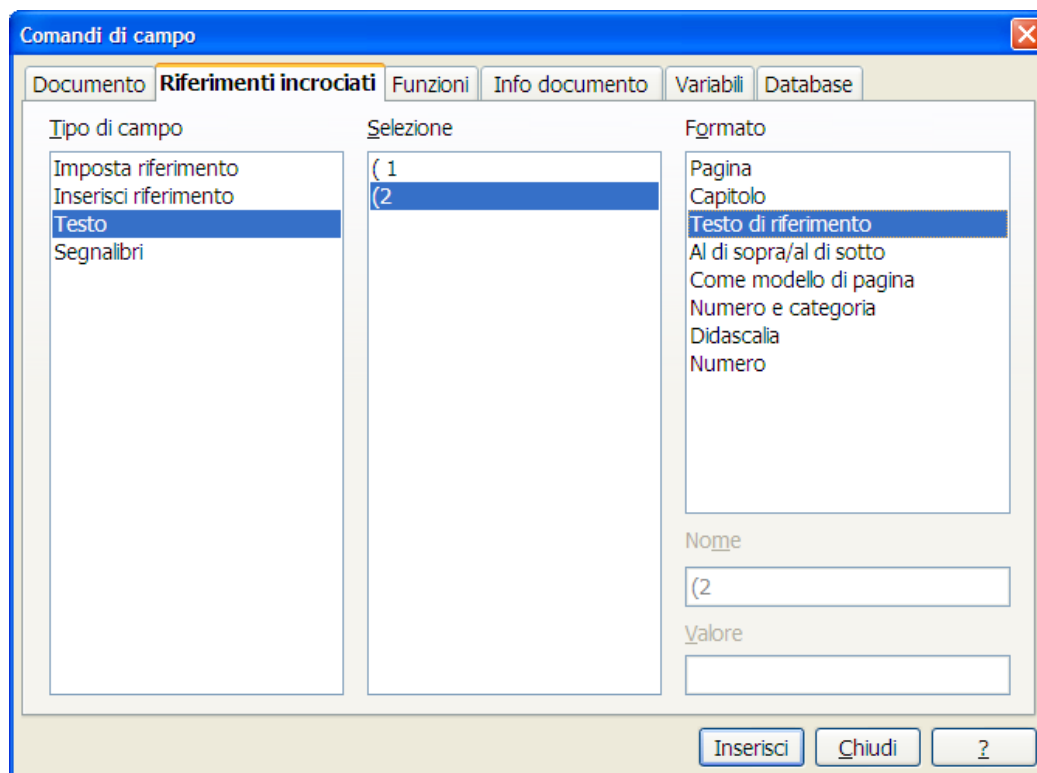 Comandi di campo
Documento Riferimenti incrociati Funzioni Info documento Variabili Database
Tipo di campo
Imposta riferimento
Inserisci riferimento
Testo
Segnalibri
Selezione
( 1
(2
Formato
Pagina
Capitolo
Testo di riferimento
Al di sopra/al di sotto
Come modello di pagina
Numero e categoria
Didascalia
Numero
Nome
(2
Valore
Inserisci Chiudi ?